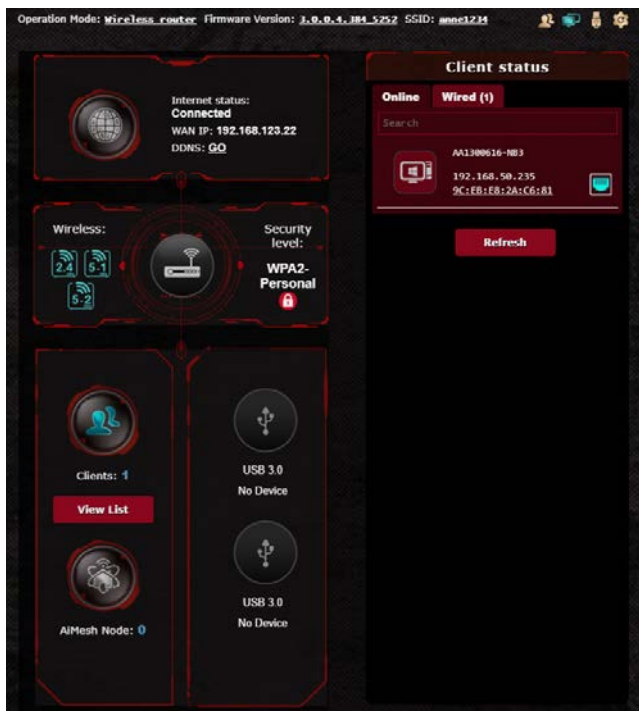 Operation Mode: Wireless router Firmware Version: 3.0.0.4.384_5252 SSID: anne1234
Internet status:
Connected
WAN IP: 192.168.123.22
DDNS: GO
Wireless:
2.4
5-1
5-2
Security
level:
WPA2-
Personal
Clients: 1
View List
AiMesh Node: 0
USB 3.0
No Device
USB 3.0
No Device
Client status
Online Wired (1)
Search
AA1300616-NB3
192.168.50.235
9C:EB:E8:2A:C6:81
Refresh